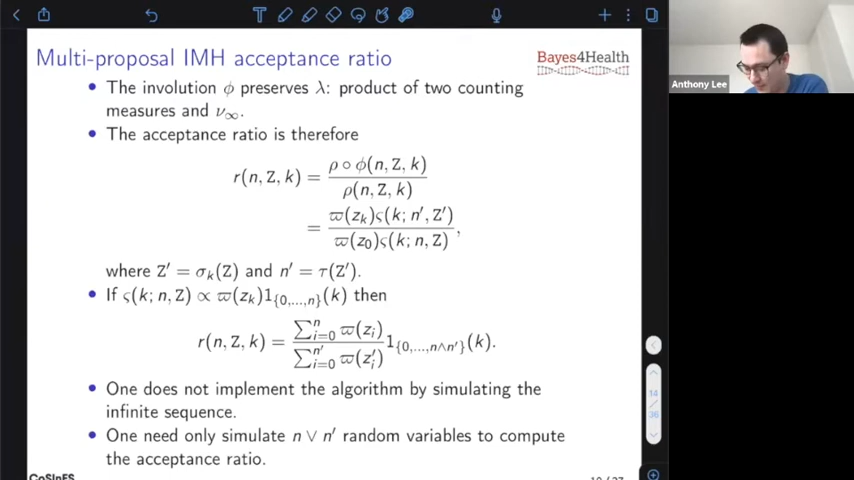 Multi-proposal IMH acceptance ratio
Bayes4Health
Anthony Lee
• The involution ϕ preserves λ: product of two counting
measures and ν∞.
• The acceptance ratio is therefore
r(n, Z, k) = ρ ∘ ϕ(n, Z, k) / ρ(n, Z, k)
= ϖ(z_k)ς(k; n′, Z′) / ϖ(z_0)ς(k; n, Z),
where Z′ = σ_k(Z) and n′ = τ(Z′).
• If ς(k; n, Z) ∝ ϖ(z_k)1_{0,...,n}(k) then
r(n, Z, k) = ∑_{i=0}^{n} ϖ(z_i) / ∑_{i=0}^{n′} ϖ(z′_i) 1_{0,...,n∧n′}(k).
• One does not implement the algorithm by simulating the
infinite sequence.
• One need only simulate n ∨ n′ random variables to compute
the acceptance ratio.
14
/
36
CoSInES